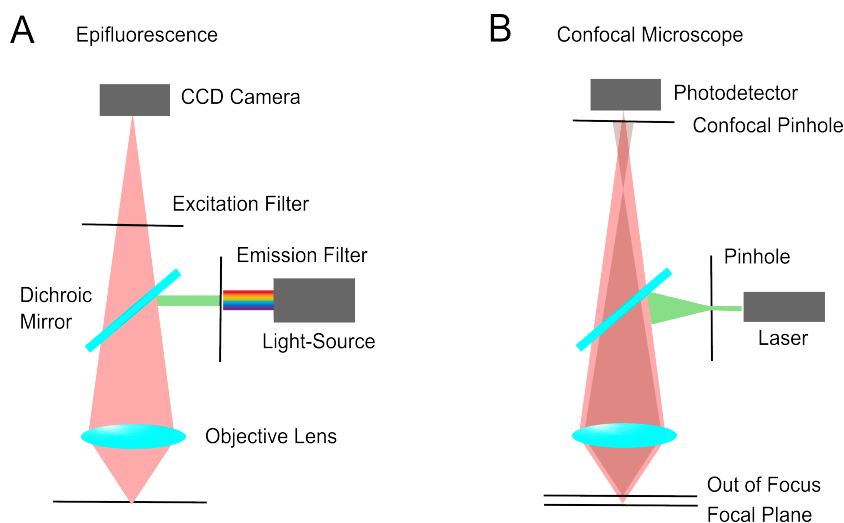 A
Epifluorescence
CCD Camera
Excitation Filter
Emission Filter
Dichroic
Mirror
Light-Source
Objective Lens
B
Confocal Microscope
Photodetector
Confocal Pinhole
Pinhole
Laser
Out of Focus
Focal Plane